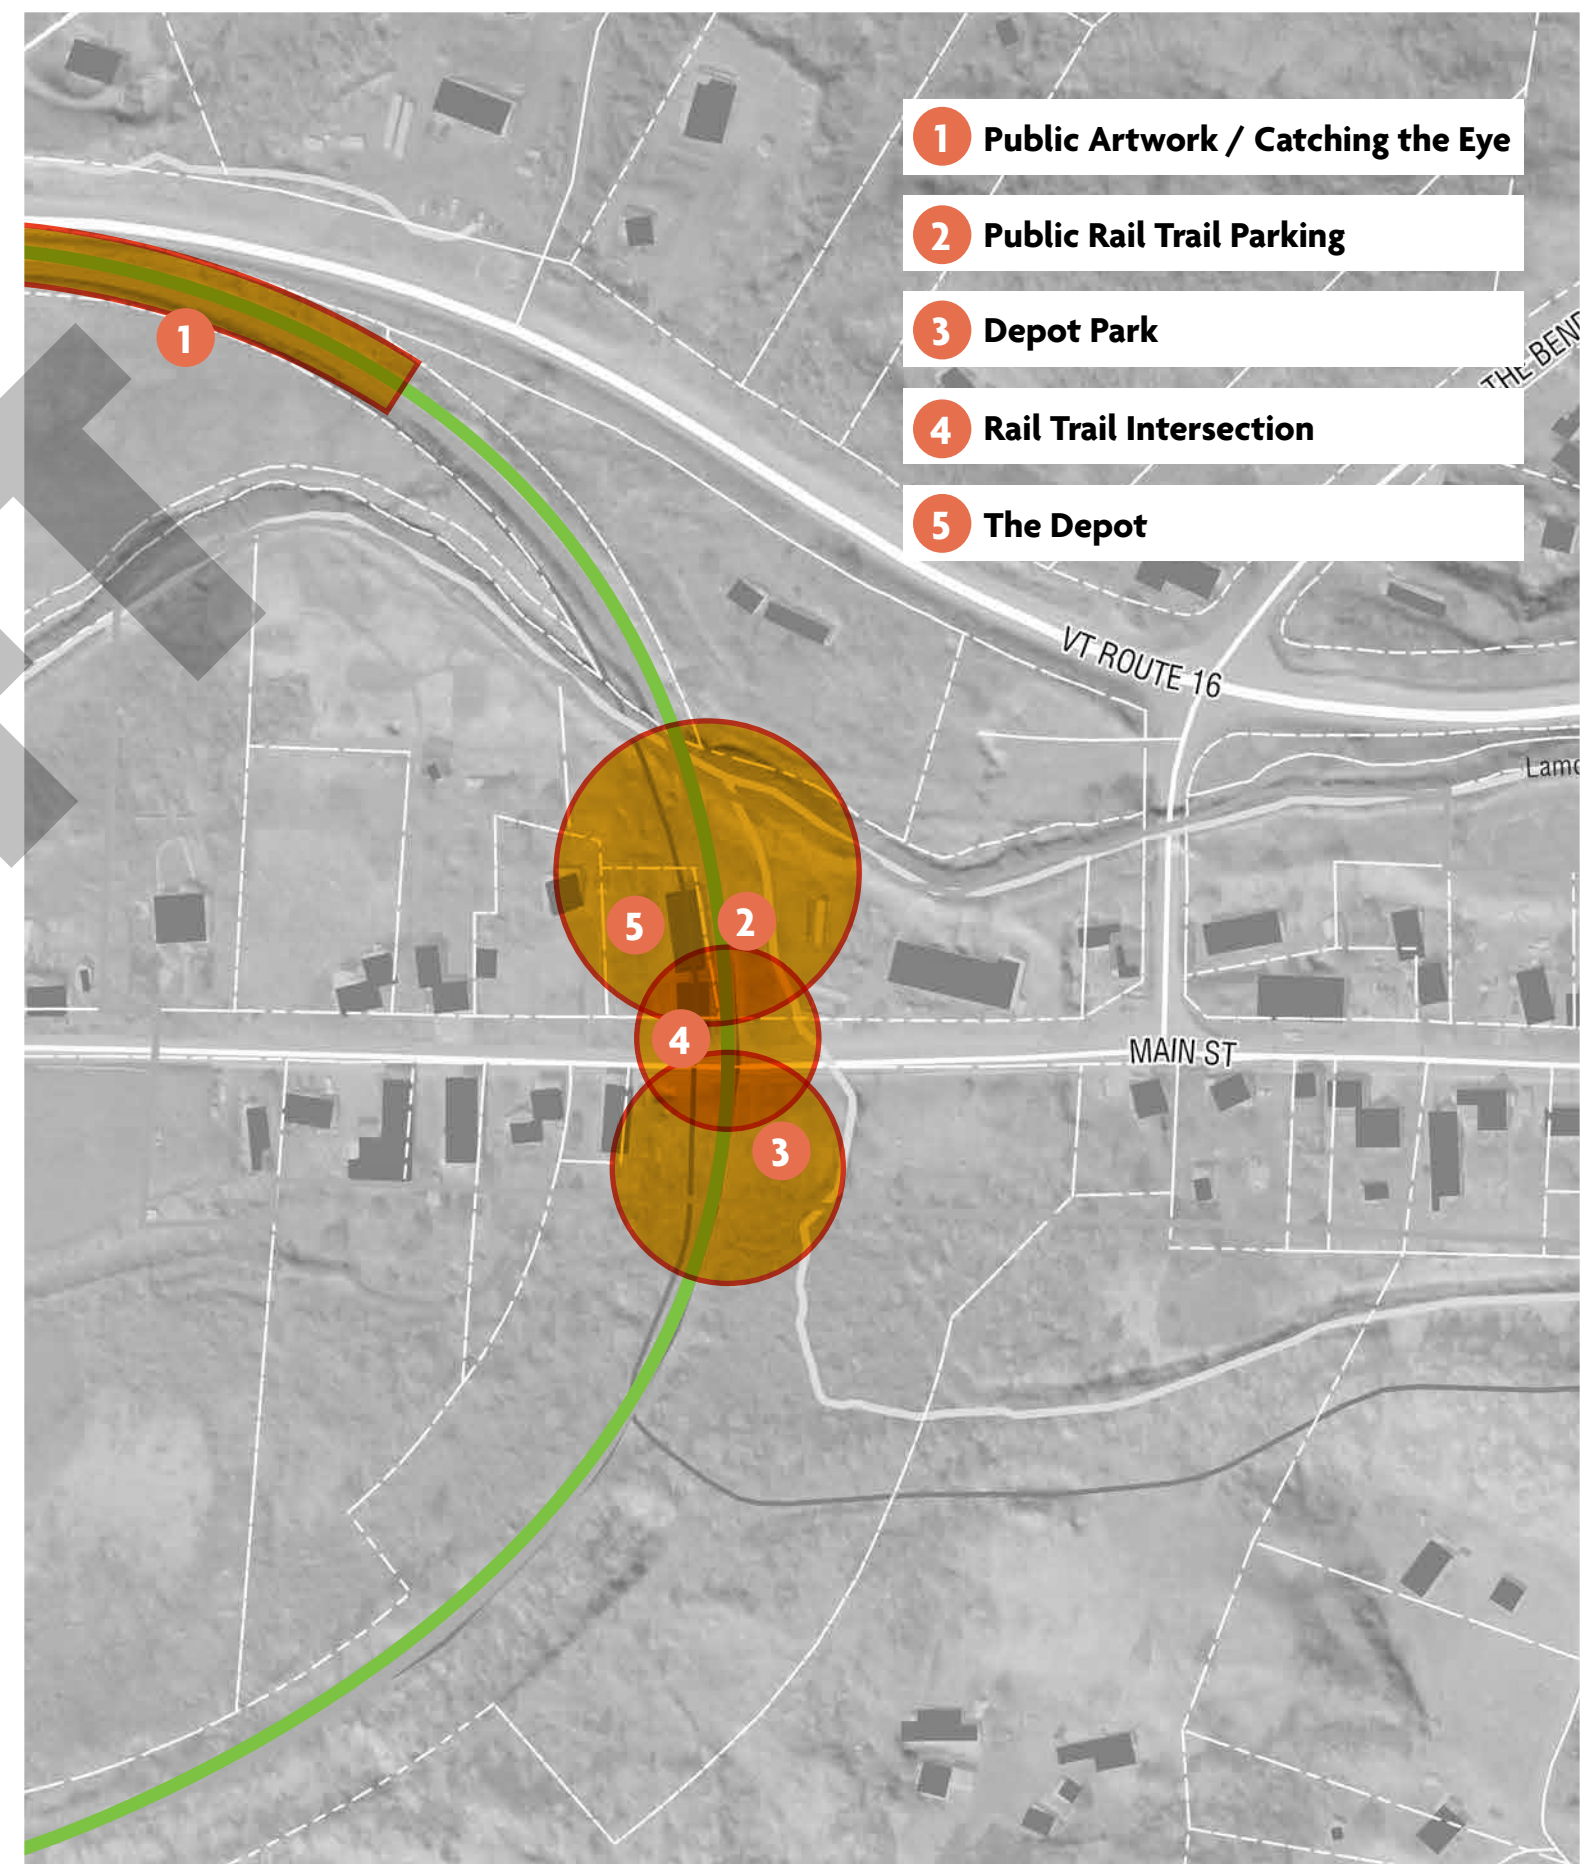 1 Public Artwork / Catching the Eye
2 Public Rail Trail Parking
3 Depot Park
4 Rail Trail Intersection
5 The Depot
THE BEND
1
VT ROUTE 16
Lamo
5
2
4
MAIN ST
3